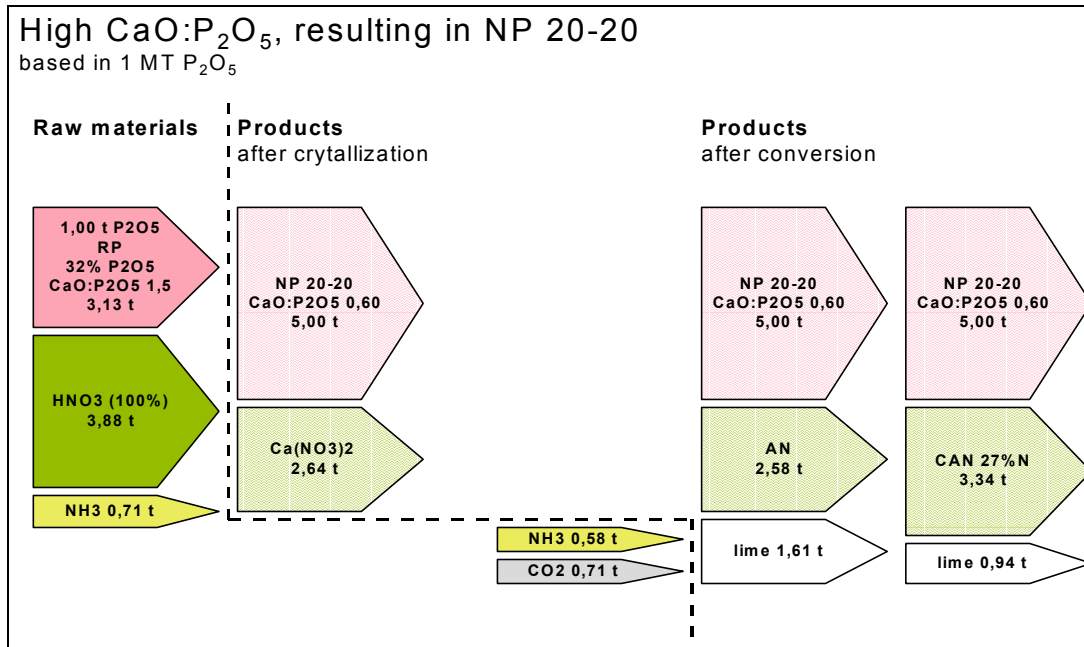 High CaO:P₂O₅, resulting in NP 20-20
based in 1 MT P₂O₅
Raw materials
Products
after crytallization
Products
after conversion
1,00 t P2O5
RP
32% P2O5
CaO:P2O5 1,5
3,13 t
HNO3 (100%)
3,88 t
NH3 0,71 t
NP 20-20
CaO:P2O5 0,60
5,00 t
Ca(NO3)2
2,64 t
NH3 0,58 t
CO2 0,71 t
NP 20-20
CaO:P2O5 0,60
5,00 t
AN
2,58 t
lime 1,61 t
NP 20-20
CaO:P2O5 0,60
5,00 t
CAN 27%N
3,34 t
lime 0,94 t